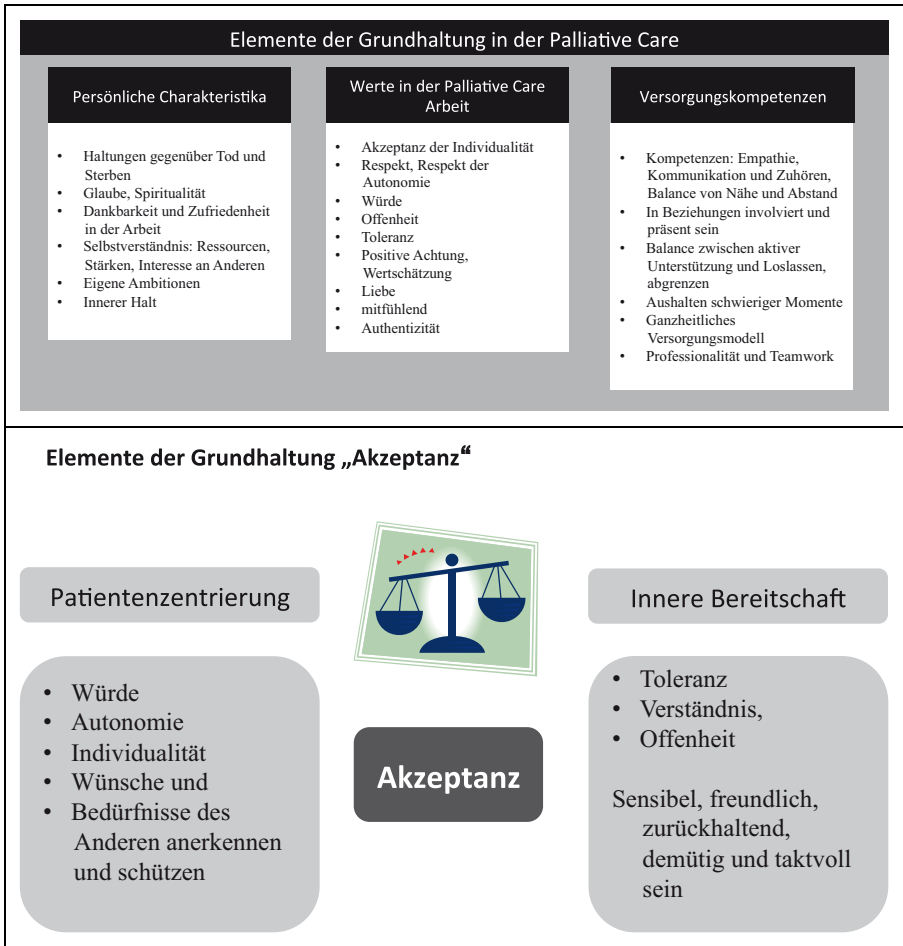 Elemente der Grundhaltung in der Palliative Care
Persönliche Charakteristika
• Haltungen gegenüber Tod und
Sterben
• Glaube, Spiritualität
• Dankbarkeit und Zufriedenheit
in der Arbeit
• Selbstverständnis: Ressourcen,
Stärken, Interesse an Anderen
• Eigene Ambitionen
• Innerer Halt
Werte in der Palliative Care
Arbeit
• Akzeptanz der Individualität
• Respekt, Respekt der
Autonomie
• Würde
• Offenheit
• Toleranz
• Positive Achtung,
Wertschätzung
• Liebe
• mitfühlend
• Authentizität
Versorgungskompetenzen
• Kompetenzen: Empathie,
Kommunikation und Zuhören,
Balance von Nähe und Abstand
• In Beziehungen involviert und
präsent sein
• Balance zwischen aktiver
Unterstützung und Loslassen,
abgrenzen
• Aushalten schwieriger Momente
• Ganzheitliches
Versorgungsmodell
• Professionalität und Teamwork
Elemente der Grundhaltung „Akzeptanz“
Patientenzentrierung
• Würde
• Autonomie
• Individualität
• Wünsche und
• Bedürfnisse des
Anderen anerkennen
und schützen
Akzeptanz
Innere Bereitschaft
• Toleranz
• Verständnis,
• Offenheit
Sensibel, freundlich,
zurückhaltend,
demütig und taktvoll
sein